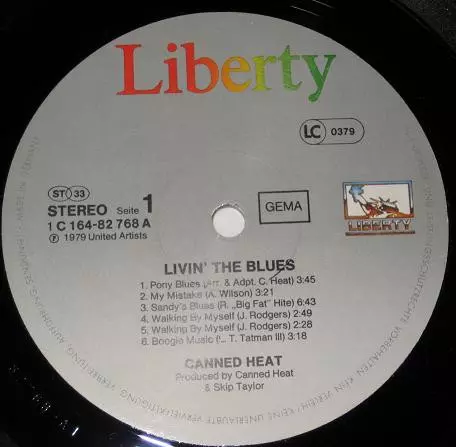 Liberty
LC 0379
ST 33
STEREO Seite 1
1 C 164-82 768 A
Ⓟ 1979 United Artists
GEMA
LIBERTY
LIVIN' THE BLUES
1. Pony Blues (Arr. & Adpt. C. Heat) 3:45
2. My Mistake (A. Wilson) 3:21
3. Sandy's Blues (R. „Big Fat" Hite) 6:43
4. Walking By Myself (J. Rodgers) 2:49
5. Walking By Myself (J. Rodgers) 2:28
6. Boogie Music (L. T. Tatman III) 3:18
CANNED HEAT
Produced by Canned Heat
& Skip Taylor